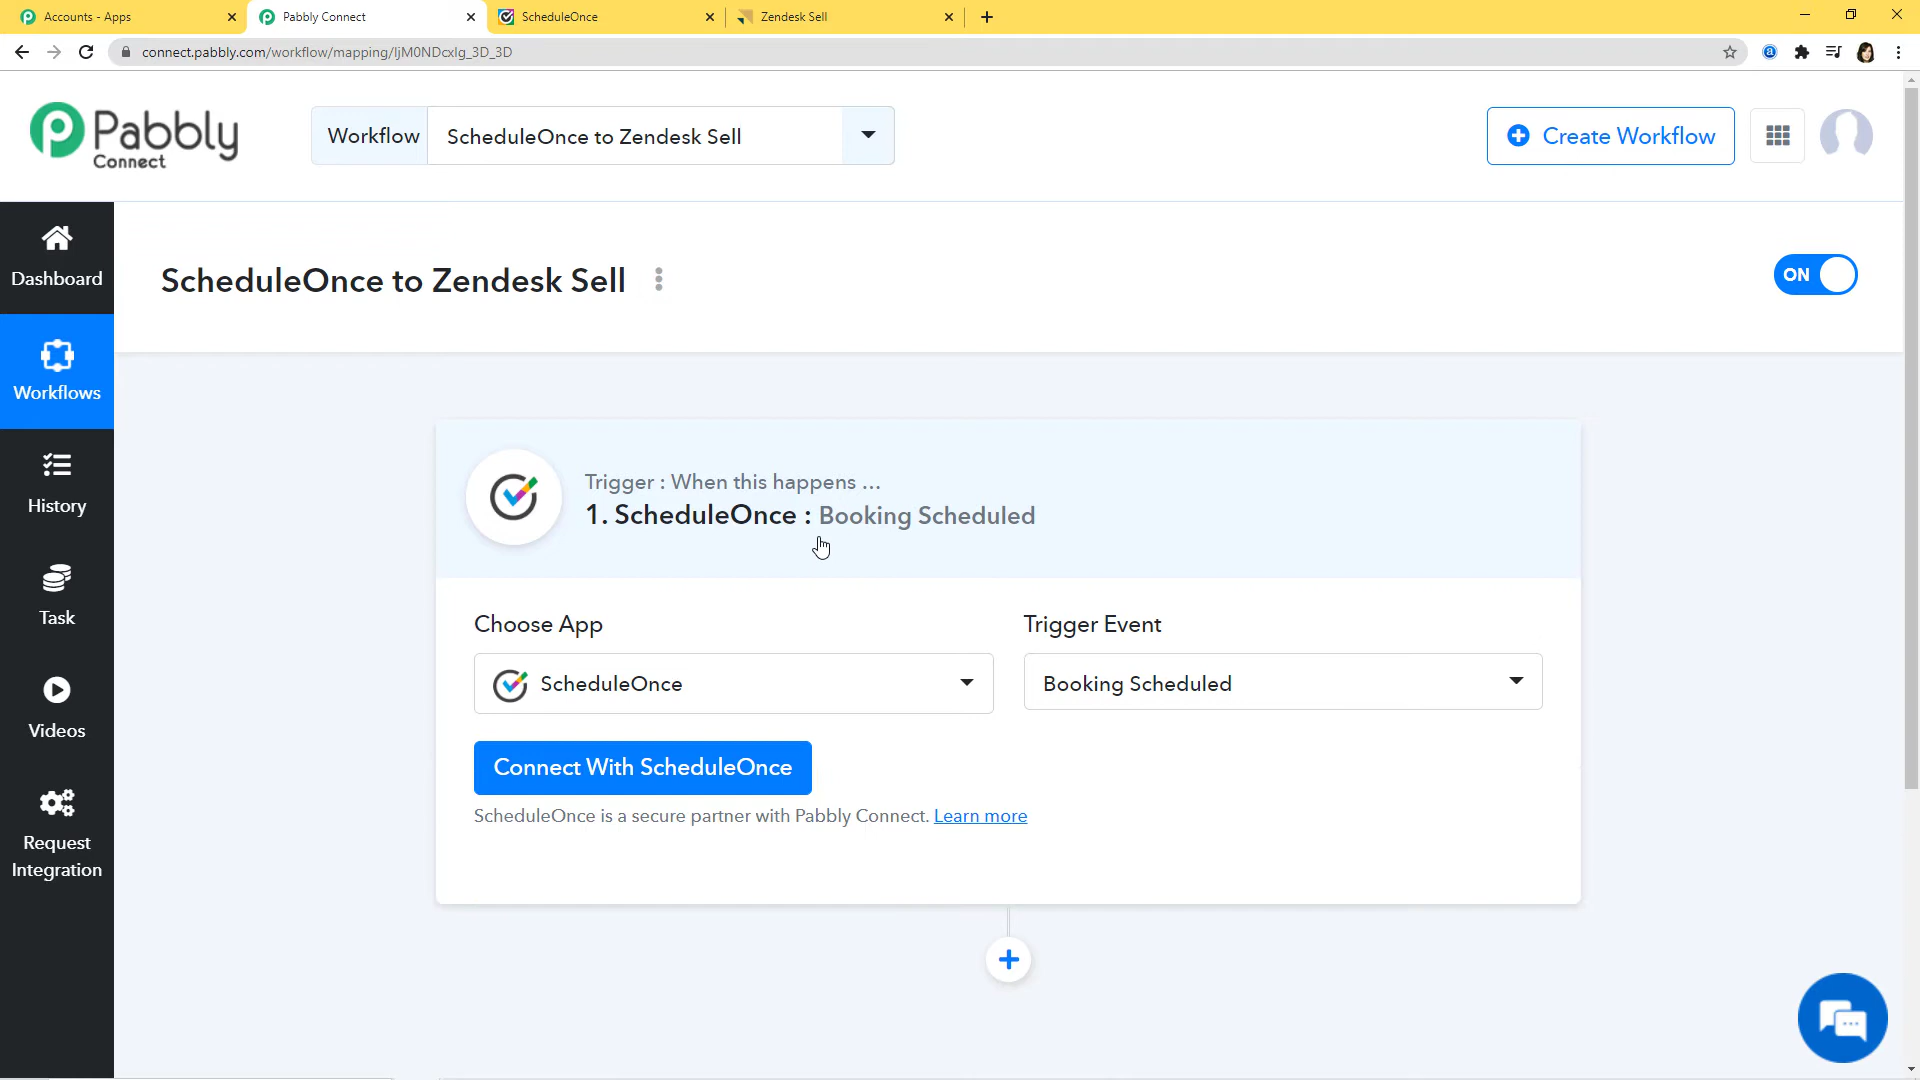 Accounts - Apps
Pabbly Connect
ScheduleOnce
Zendesk Sell
connect.pabbly.com/workflow/mapping/IjM0NDcxIg_3D_3D
Pabbly
Connect
Workflow
ScheduleOnce to Zendesk Sell
Create Workflow
Dashboard
Workflows
History
Task
Videos
Request
Integration
ScheduleOnce to Zendesk Sell
ON
Trigger : When this happens ...
1. ScheduleOnce : Booking Scheduled
Choose App
Trigger Event
ScheduleOnce
Booking Scheduled
Connect With ScheduleOnce
ScheduleOnce is a secure partner with Pabbly Connect. Learn more